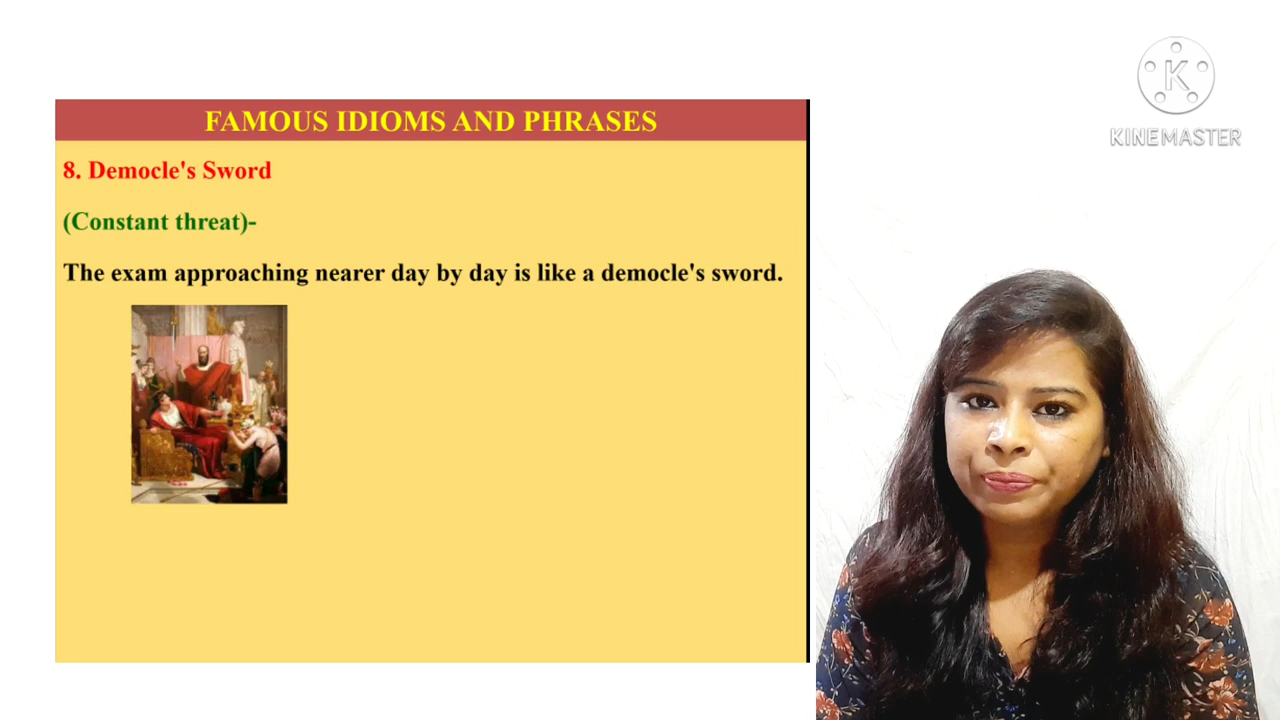 FAMOUS IDIOMS AND PHRASES
8. Democle's Sword
(Constant threat)-
The exam approaching nearer day by day is like a democle's sword.
K
KINEMASTER